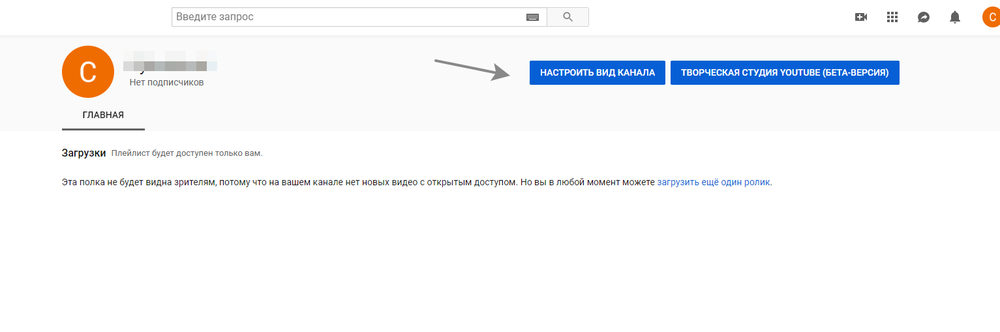 Введите запрос
С
С
Нет подписчиков
НАСТРОИТЬ ВИД КАНАЛА
ТВОРЧЕСКАЯ СТУДИЯ YOUTUBE (БЕТА-ВЕРСИЯ)
ГЛАВНАЯ
Загрузки Плейлист будет доступен только вам.
Эта полка не будет видна зрителям, потому что на вашем канале нет новых видео с открытым доступом. Но вы в любой момент можете загрузить ещё один ролик.